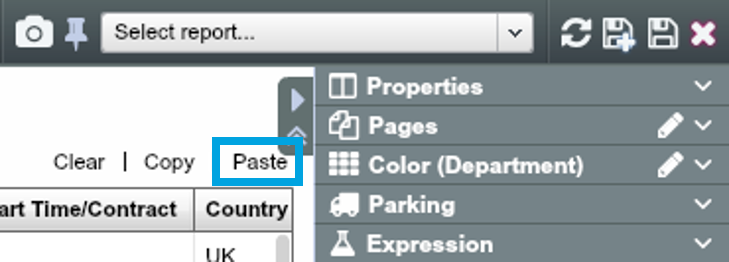 Select report...
Properties
Pages
Clear | Copy Paste
Color (Department)
art Time/Contract Country
Parking
UK
Expression